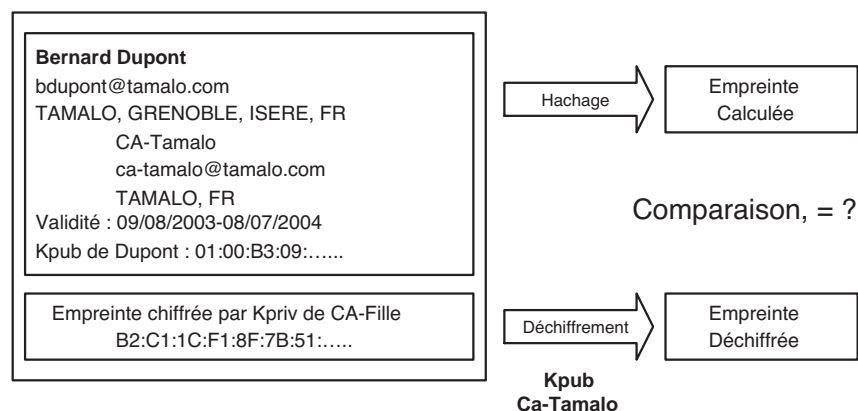 Bernard Dupont
bdupont@tamalo.com
TAMALO, GRENOBLE, ISERE, FR
CA-Tamalo
ca-tamalo@tamalo.com
TAMALO, FR
Validité : 09/08/2003-08/07/2004
Kpub de Dupont : 01:00:B3:09:…...
Hachage
Empreinte
Calculée
Comparaison, = ?
Empreinte chiffrée par Kpriv de CA-Fille
B2:C1:1C:F1:8F:7B:51:…..
Déchiffrement
Empreinte
Déchiffrée
Kpub
Ca-Tamalo